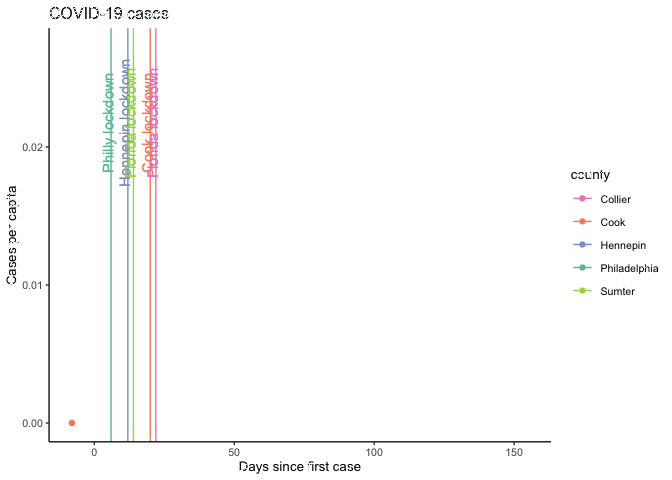 COVID-19 cases
Cases per capita
0.02
0.01
0.00
Philly lockdown
Hennepin lockdown
Florida lockdown
Cook lockdown
Florida lockdown
0
50
100
150
Days since first case
county
Collier
Cook
Hennepin
Philadelphia
Sumter